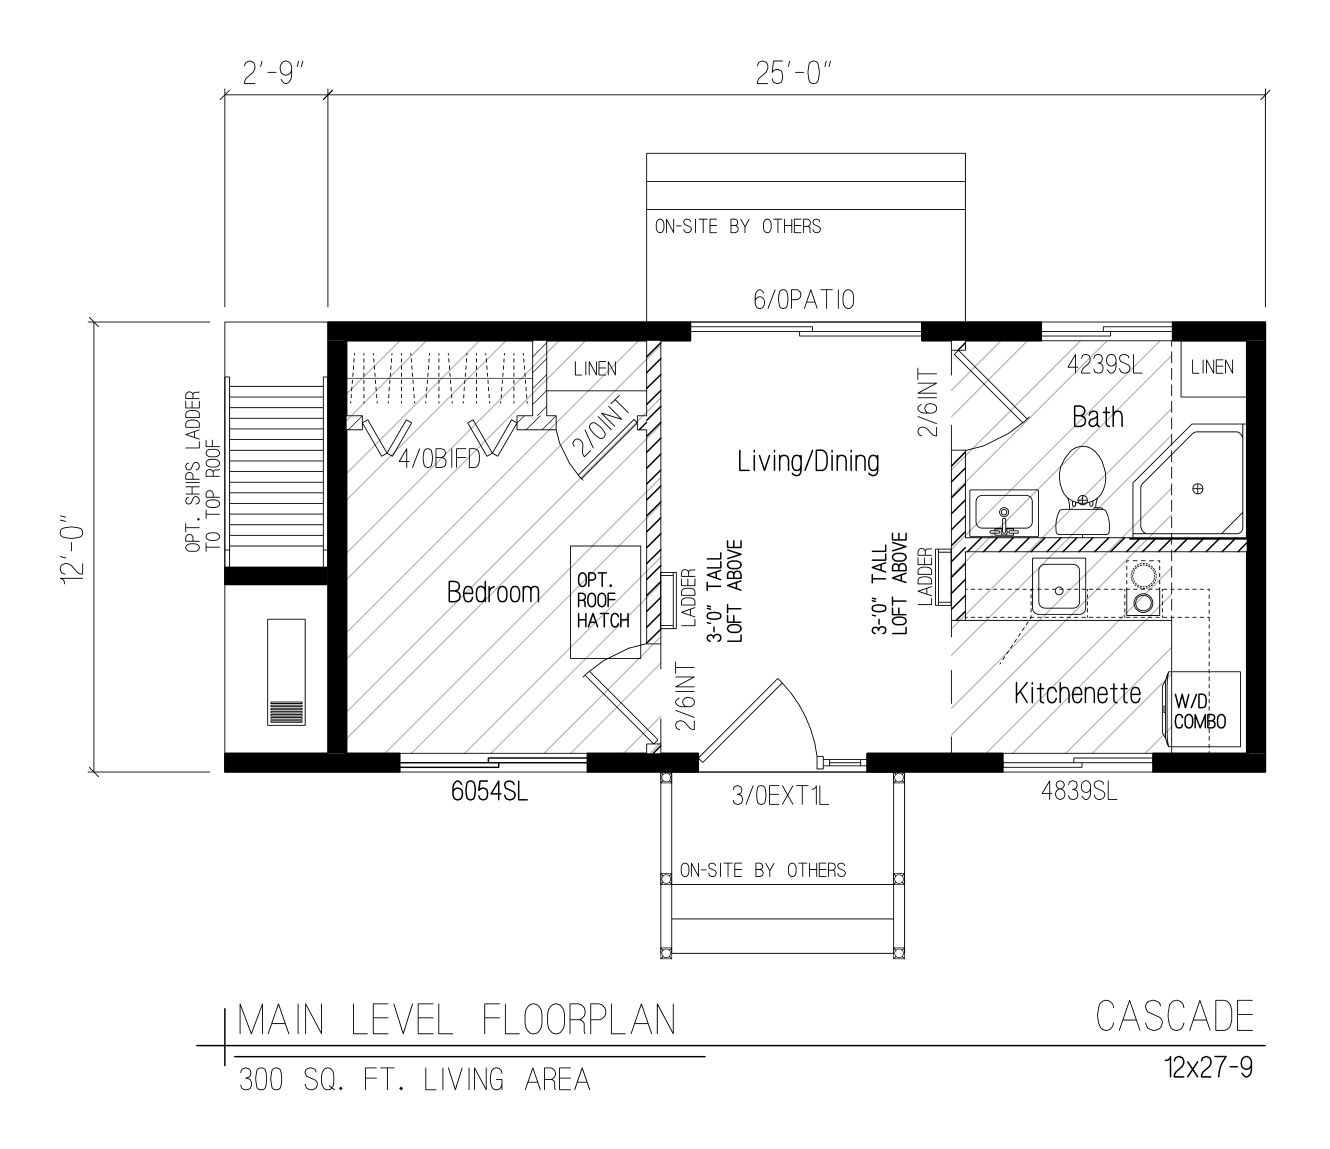 2'-9"
25'-0"
ON-SITE BY OTHERS
6/0PATIO
LINEN
2/0INT
4/0BIFD
2/6INT
4239SL
LINEN
Bath
Living/Dining
OPT. SHIPS LADDER
TO TOP ROOF
12'-0"
Bedroom
OPT.
ROOF
HATCH
LADDER
3-'0" TALL
LOFT ABOVE
3-'0" TALL
LOFT ABOVE
LADDER
2/6INT
Kitchenette
W/D
COMBO
6054SL
3/0EXT1L
4839SL
ON-SITE BY OTHERS
MAIN LEVEL FLOORPLAN
CASCADE
300 SQ. FT. LIVING AREA
12x27-9